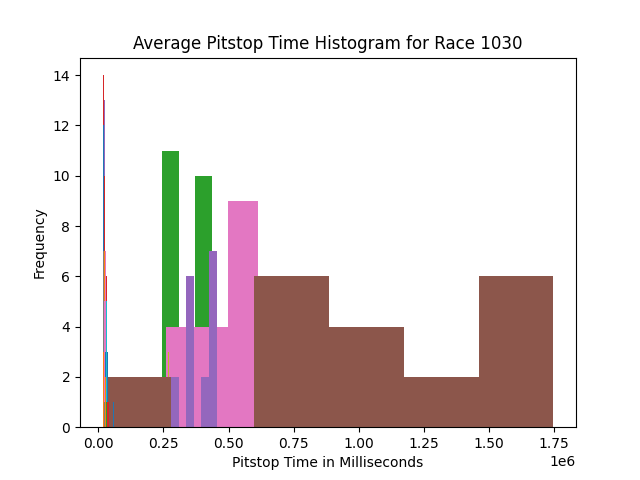 Average Pitstop Time Histogram for Race 1030
14
12
10
8
6
4
2
0
Frequency
0.00 0.25 0.50 0.75 1.00 1.25 1.50 1.75
1e6
Pitstop Time in Milliseconds